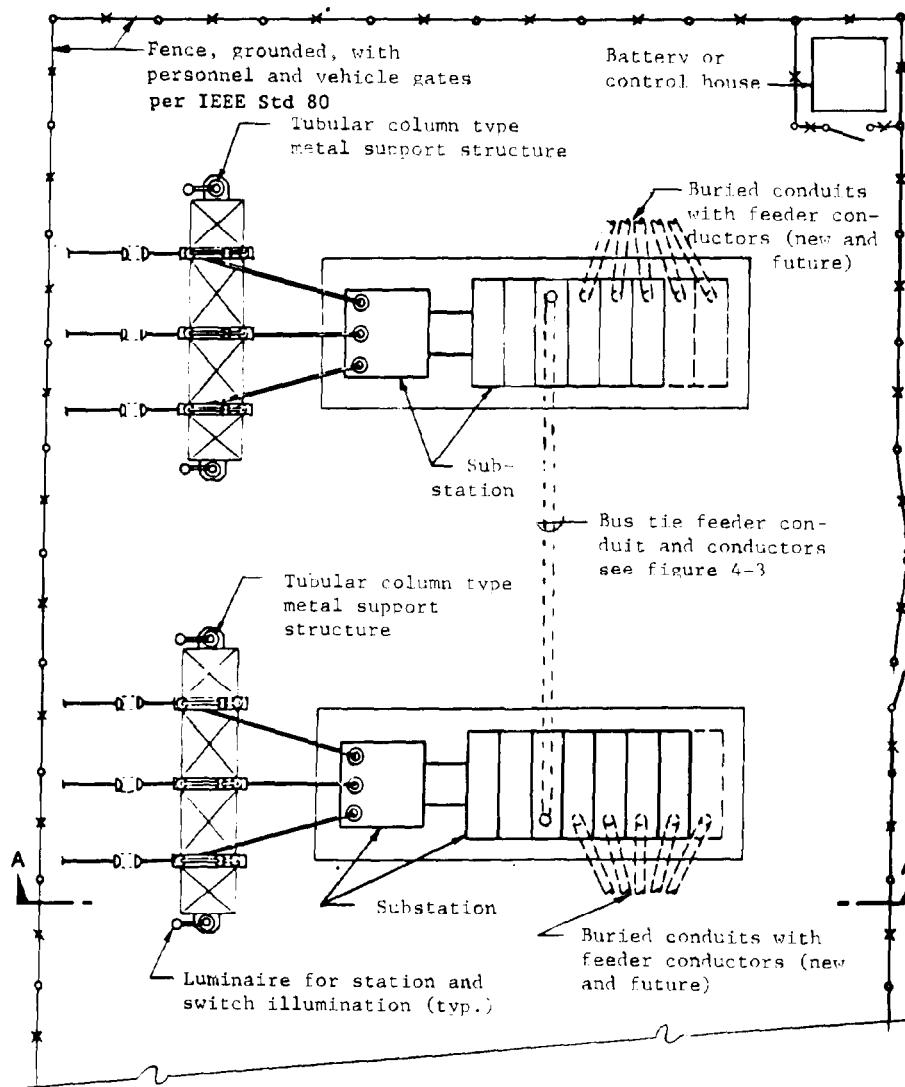 Fence, grounded, with
personnel and vehicle gates
per IEEE Std 80
Battery or
control house
Tubular column type
metal support structure
Buried conduits
with feeder con-
ductors (new and
future)
Sub-
station
Bus tie feeder con-
duit and conductors
see figure 4-3
Tubular column type
metal support
structure
A
Substation
Buried conduits with
feeder conductors (new
and future)
Luminaire for station and
switch illumination (typ.)